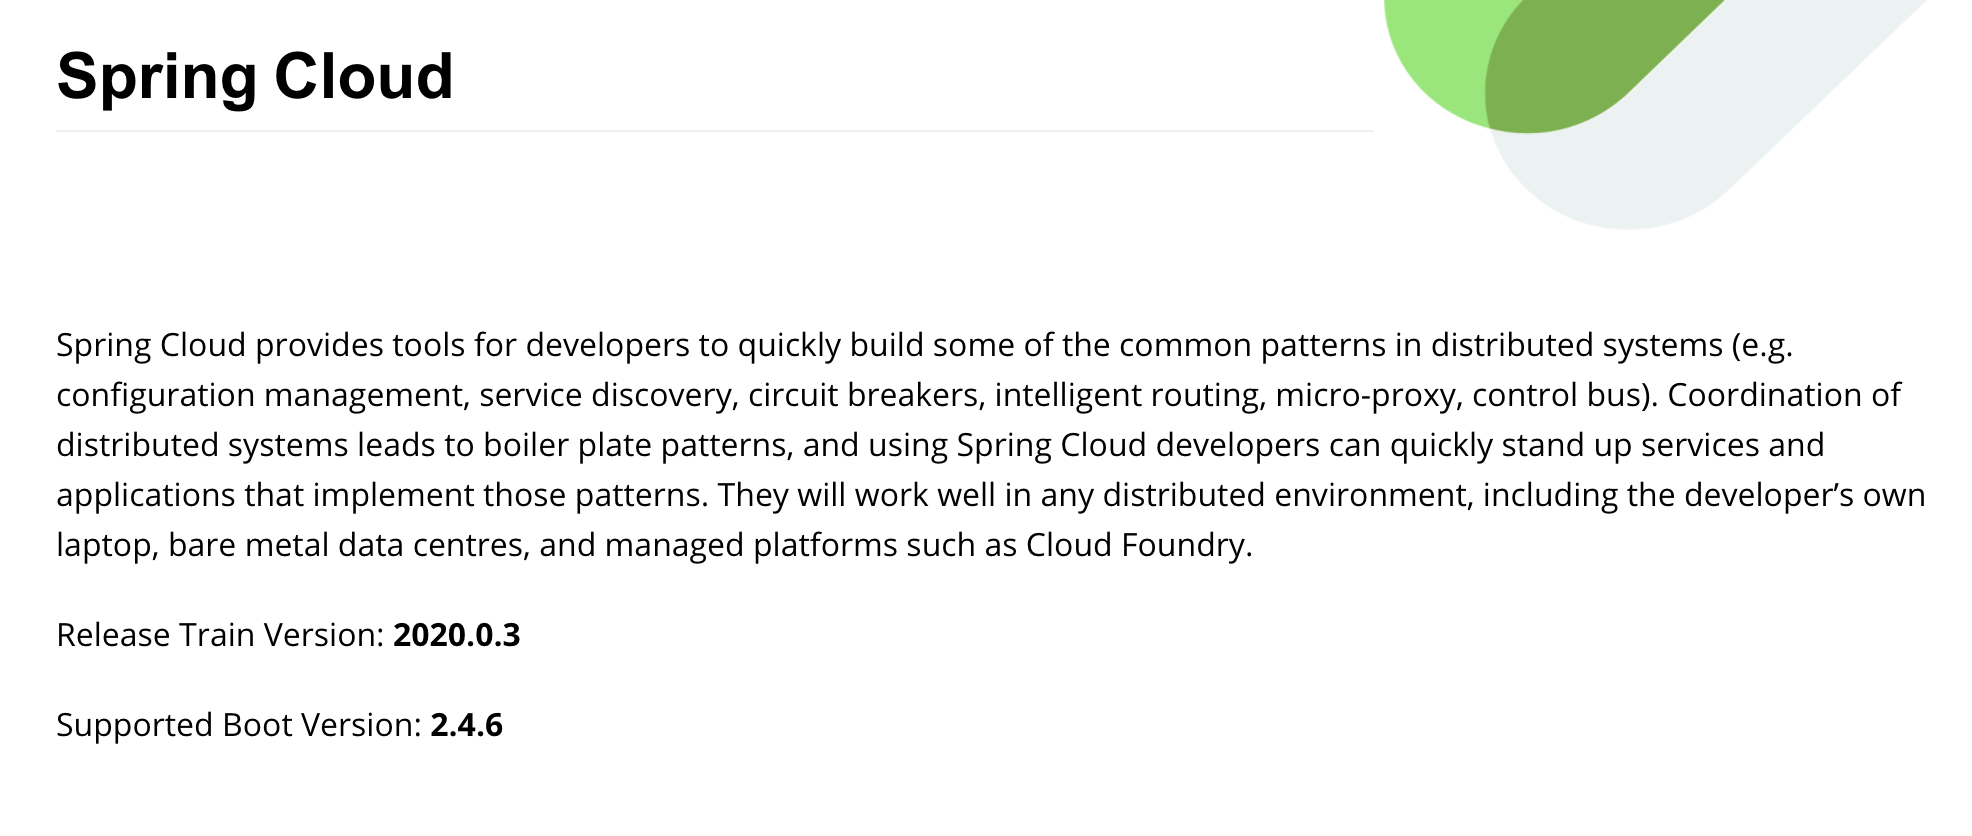 Spring Cloud
Spring Cloud provides tools for developers to quickly build some of the common patterns in distributed systems (e.g.
configuration management, service discovery, circuit breakers, intelligent routing, micro-proxy, control bus). Coordination of
distributed systems leads to boiler plate patterns, and using Spring Cloud developers can quickly stand up services and
applications that implement those patterns. They will work well in any distributed environment, including the developer’s own
laptop, bare metal data centres, and managed platforms such as Cloud Foundry.
Release Train Version: 2020.0.3
Supported Boot Version: 2.4.6